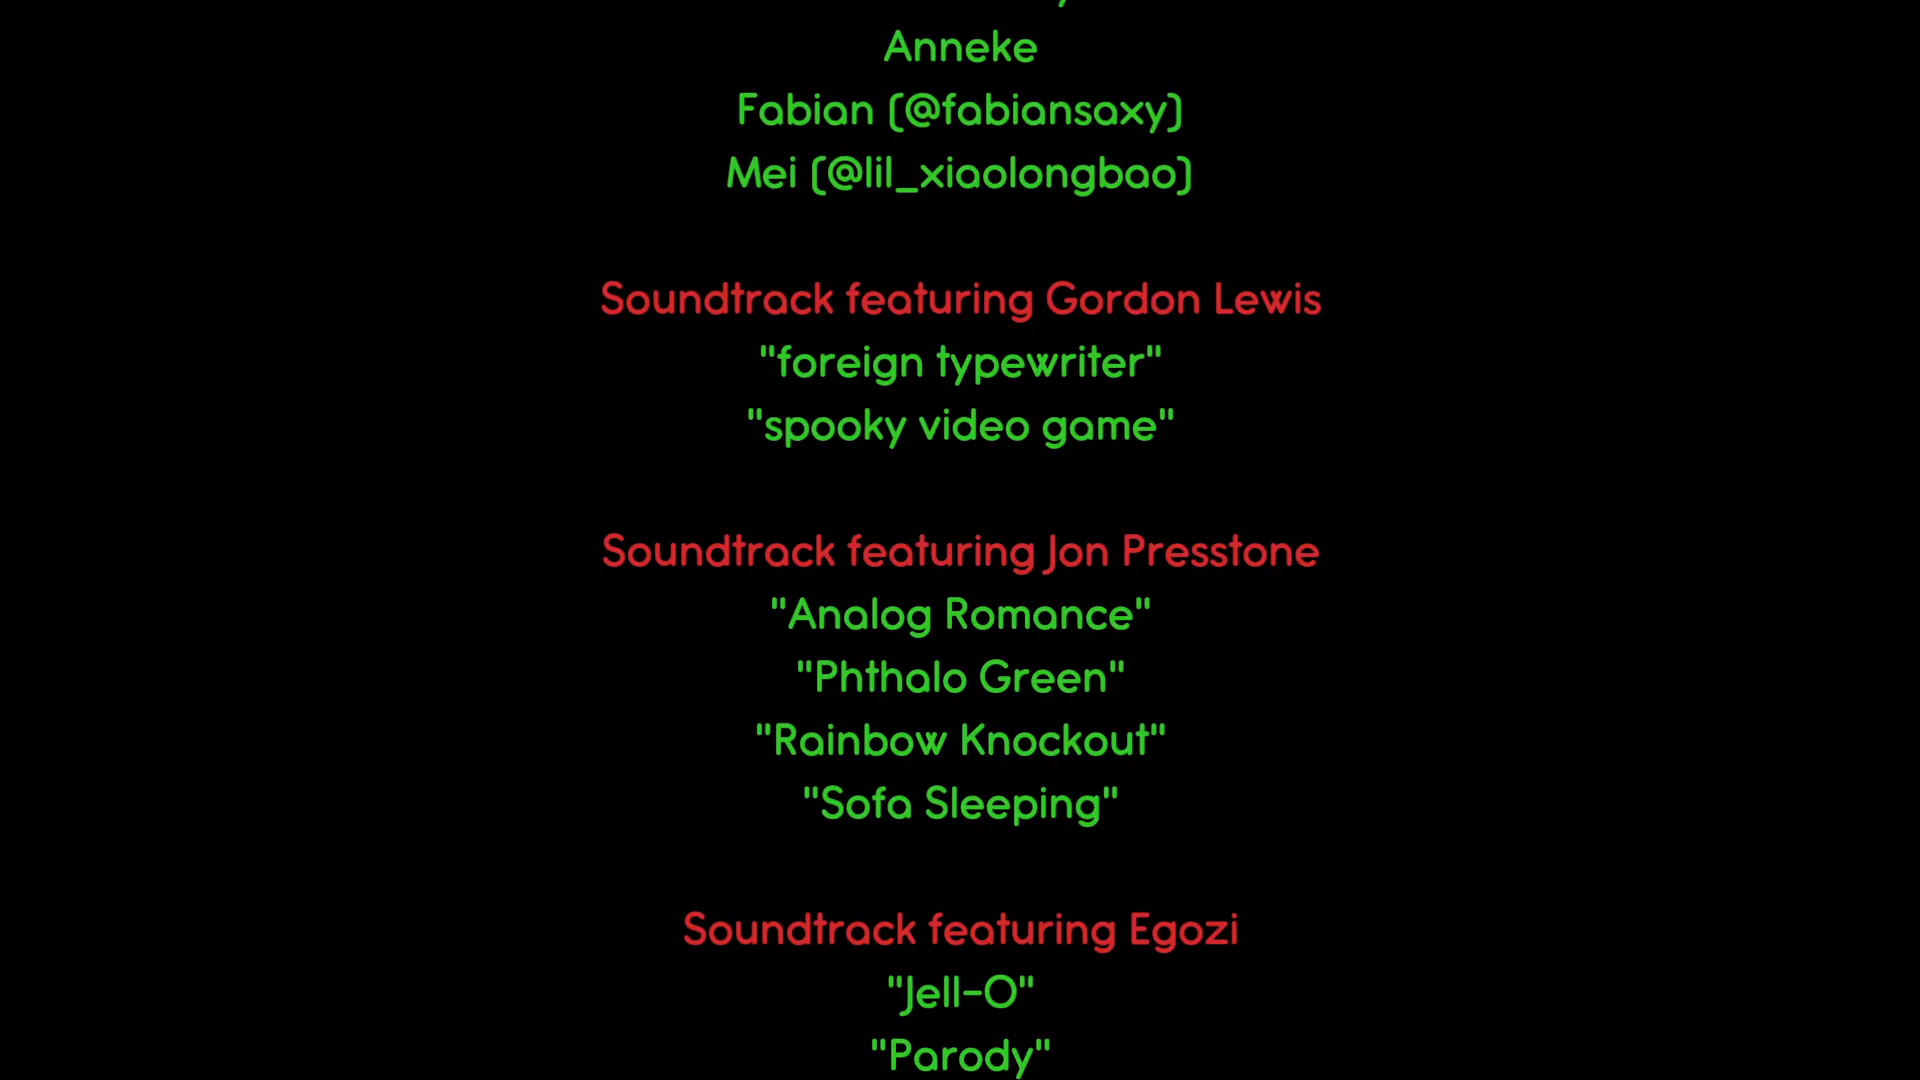 Anneke
Fabian (@fabiansaxy)
Mei (@lil_xiaolongbao)
Soundtrack featuring Gordon Lewis
"foreign typewriter"
"spooky video game"
Soundtrack featuring Jon Presstone
"Analog Romance"
"Phthalo Green"
"Rainbow Knockout"
"Sofa Sleeping"
Soundtrack featuring Egozi
"Jell-O"
"Parody"